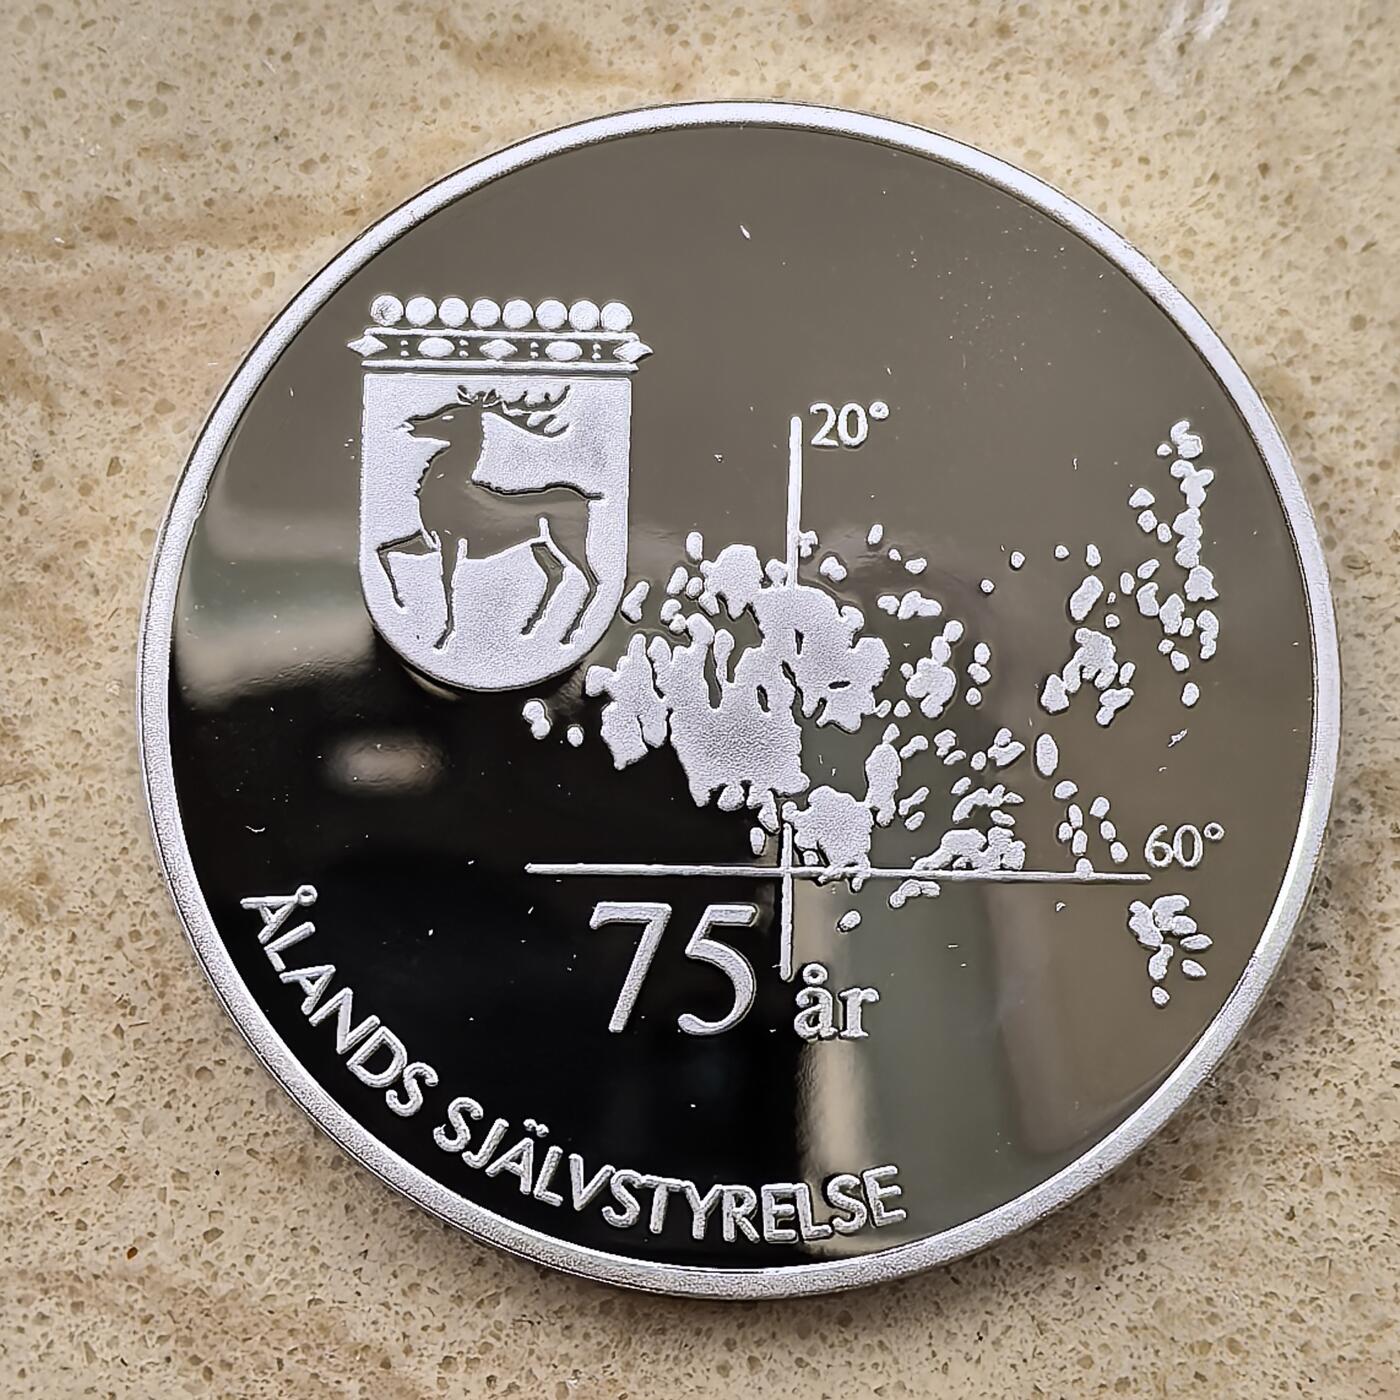 20°
60°
75 år
ÅLANDS SJÄLVSTYRELSE